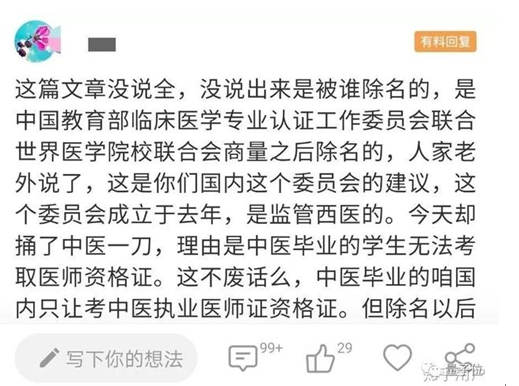 有料回复
这篇文章没说全，没说出来是被谁除名的，是
中国教育部临床医学专业认证工作委员会联合
世界医学院校联合会商量之后除名的，人家老
外说了，这是你们国内这个委员会的建议，这
个委员会成立于去年，是监管西医的。今天却
捅了中医一刀，理由是中医毕业的学生无法考
取医师资格证。这不废话么，中医毕业的咱国
内只让考中医执业医师证资格证。但除名以后
写下你的想法
99+
29
量子位